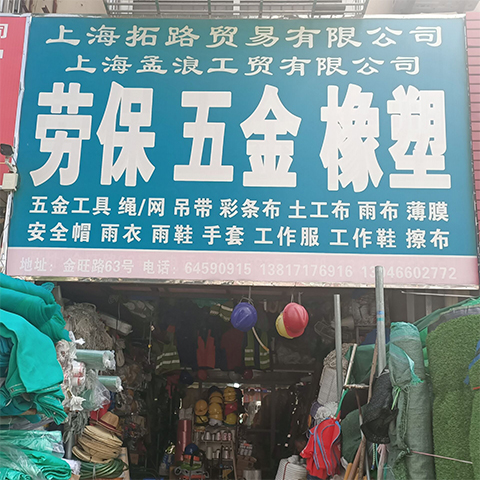 上海拓路贸易有限公司
上海孟浪工贸有限公司
劳保 五金 橡塑
五金工具 绳/网 吊带 彩条布 土工布 雨布 薄膜
安全帽 雨衣 雨鞋 手套 工作服 工作鞋 擦布
地址：金旺路63号 电话：64590915 13817176916 13046602772
司